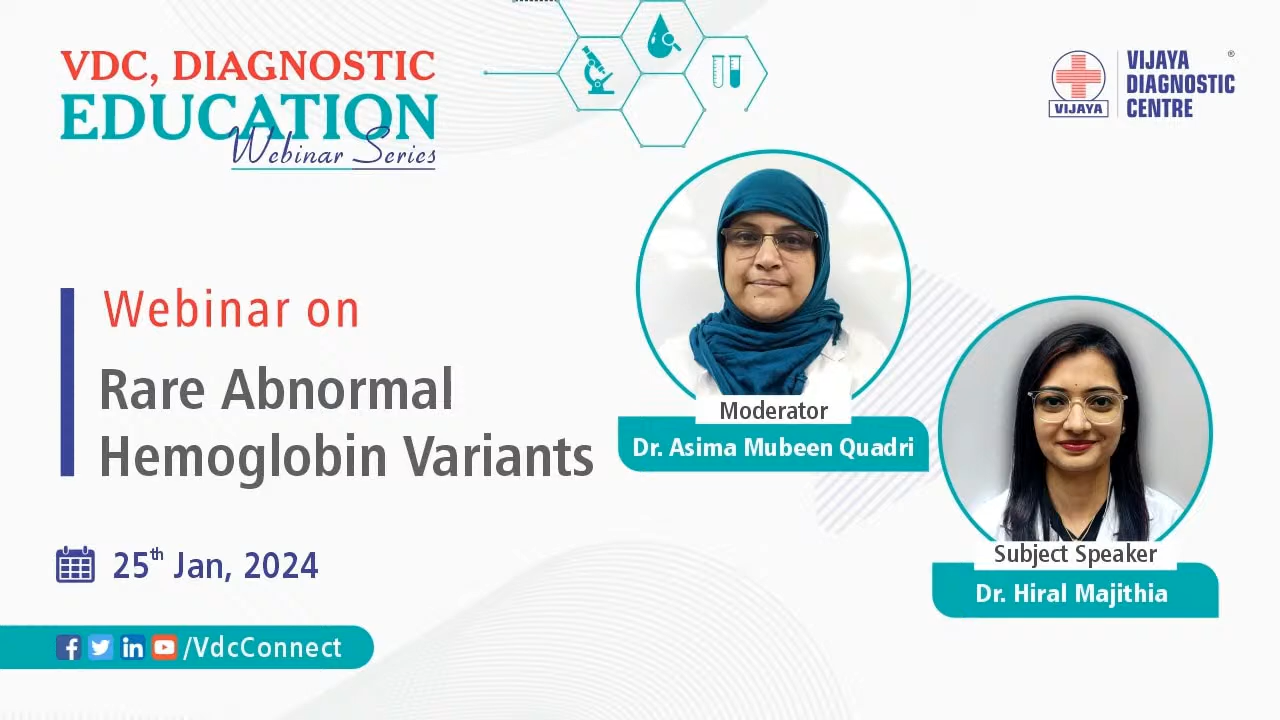 VDC, DIAGNOSTIC
EDUCATION
Webinar Series
VIJAYA
VIJAYA
DIAGNOSTIC
CENTRE
®
Webinar on
Rare Abnormal
Hemoglobin Variants
25th Jan, 2024
/VdcConnect
Moderator
Dr. Asima Mubeen Quadri
Subject Speaker
Dr. Hiral Majithia